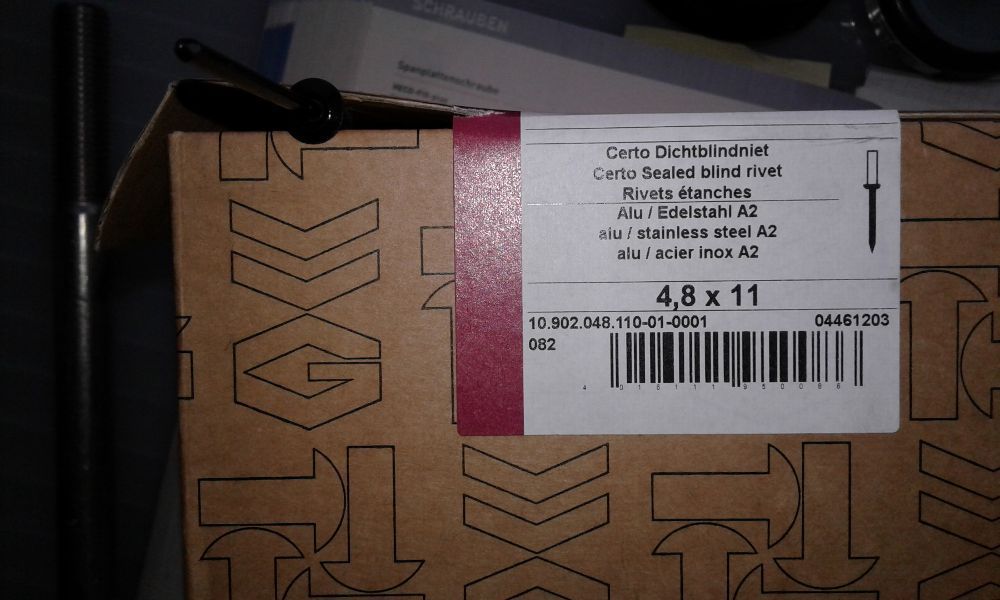 SCHRAUBEN
Spanplattenschraube
Certo Dichtblindniet
Certo Sealed blind rivet
Rivets étanches
Alu / Edelstahl A2
alu / stainless steel A2
alu / acier inox A2
4,8 x 11
10.902.048.110-01-0001 04461203
082